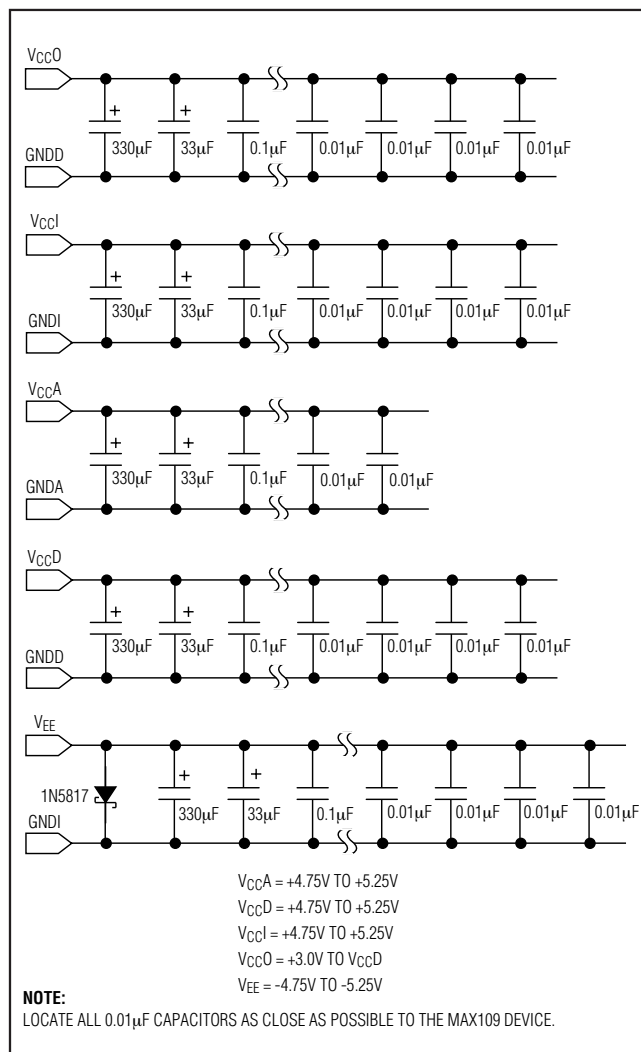 VCCO
+ +
330µF 33µF 0.1µF 0.01µF 0.01µF 0.01µF 0.01µF
GNDD
VCCI
+ +
330µF 33µF 0.1µF 0.01µF 0.01µF 0.01µF 0.01µF
GNDI
VCCA
+ +
330µF 33µF 0.1µF 0.01µF 0.01µF
GNDA
VCCD
+ +
330µF 33µF 0.1µF 0.01µF 0.01µF 0.01µF 0.01µF
GNDD
VEE
+ +
1N5817
330µF 33µF 0.1µF 0.01µF 0.01µF 0.01µF 0.01µF
GNDI
VCCA = +4.75V TO +5.25V
VCCD = +4.75V TO +5.25V
VCCI = +4.75V TO +5.25V
VCCO = +3.0V TO VCCD
VEE = -4.75V TO -5.25V
NOTE:
LOCATE ALL 0.01µF CAPACITORS AS CLOSE AS POSSIBLE TO THE MAX109 DEVICE.